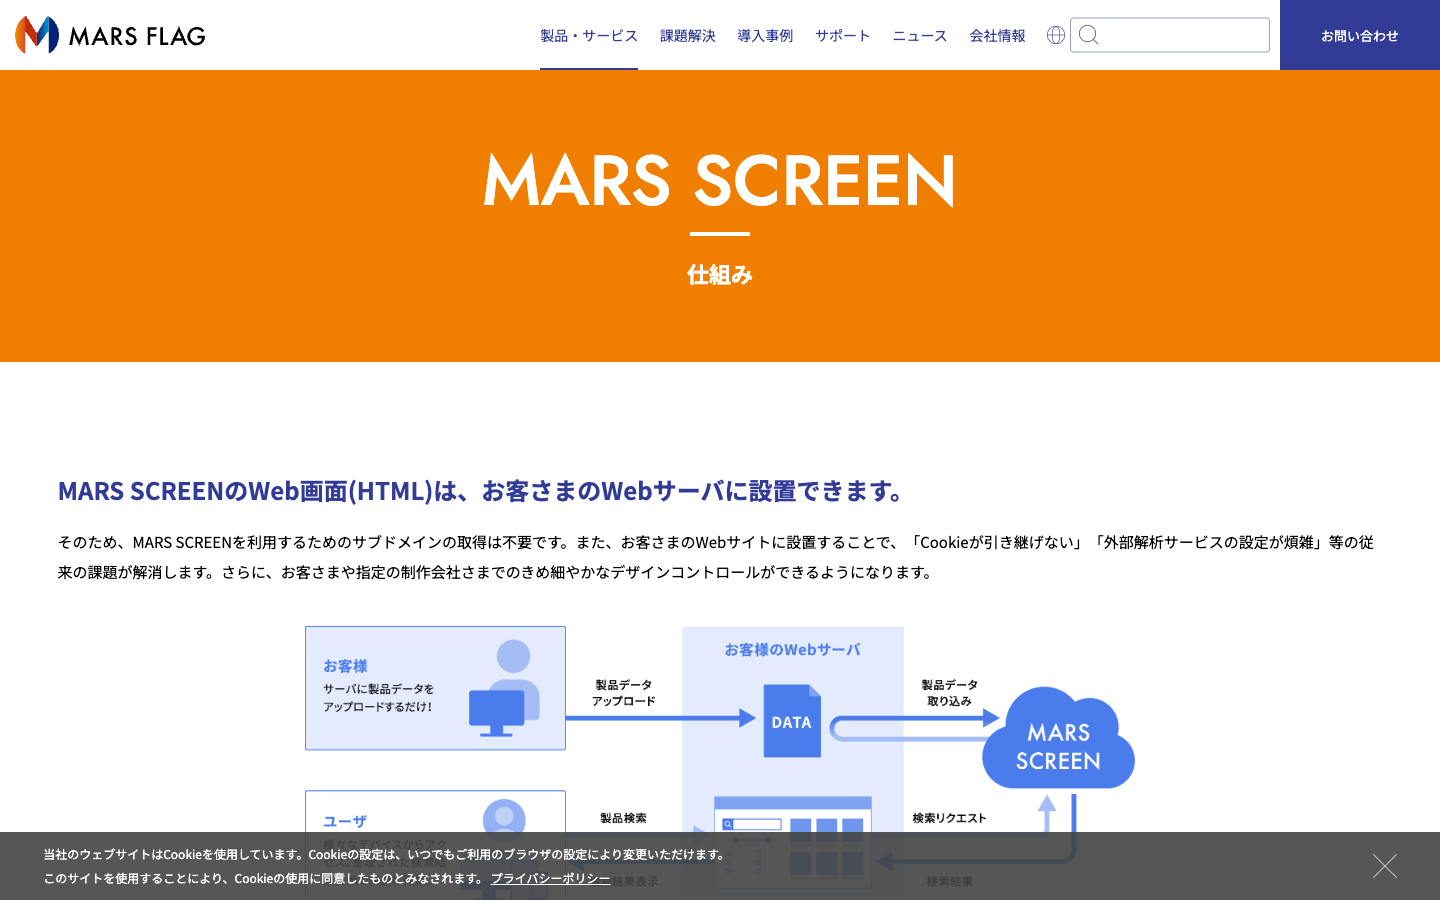 MARS FLAG
製品・サービス 課題解決 導入事例 サポート ニュース 会社情報
お問い合わせ
MARS SCREEN
仕組み
MARS SCREENのWeb画面(HTML)は、お客さまのWebサーバに設置できます。
そのため、MARS SCREENを利用するためのサブドメインの取得は不要です。また、お客さまのWebサイトに設置することで、「Cookieが引き継げない」「外部解析サービスの設定が煩雑」等の従
来の課題が解消します。さらに、お客さまや指定の制作会社さまでのきめ細やかなデザインコントロールができるようになります。
お客様
サーバに製品データを
アップロードするだけ!
製品データ
アップロード
お客様のWebサーバ
DATA
製品データ
取り込み
MARS
SCREEN
ユーザ
様々なデバイスからアク
製品検索
検索リクエスト
結果表示
検索結果
当社のウェブサイトはCookieを使用しています。Cookieの設定は、いつでもご利用のブラウザの設定により変更いただけます。
このサイトを使用することにより、Cookieの使用に同意したものとみなされます。 プライバシーポリシー